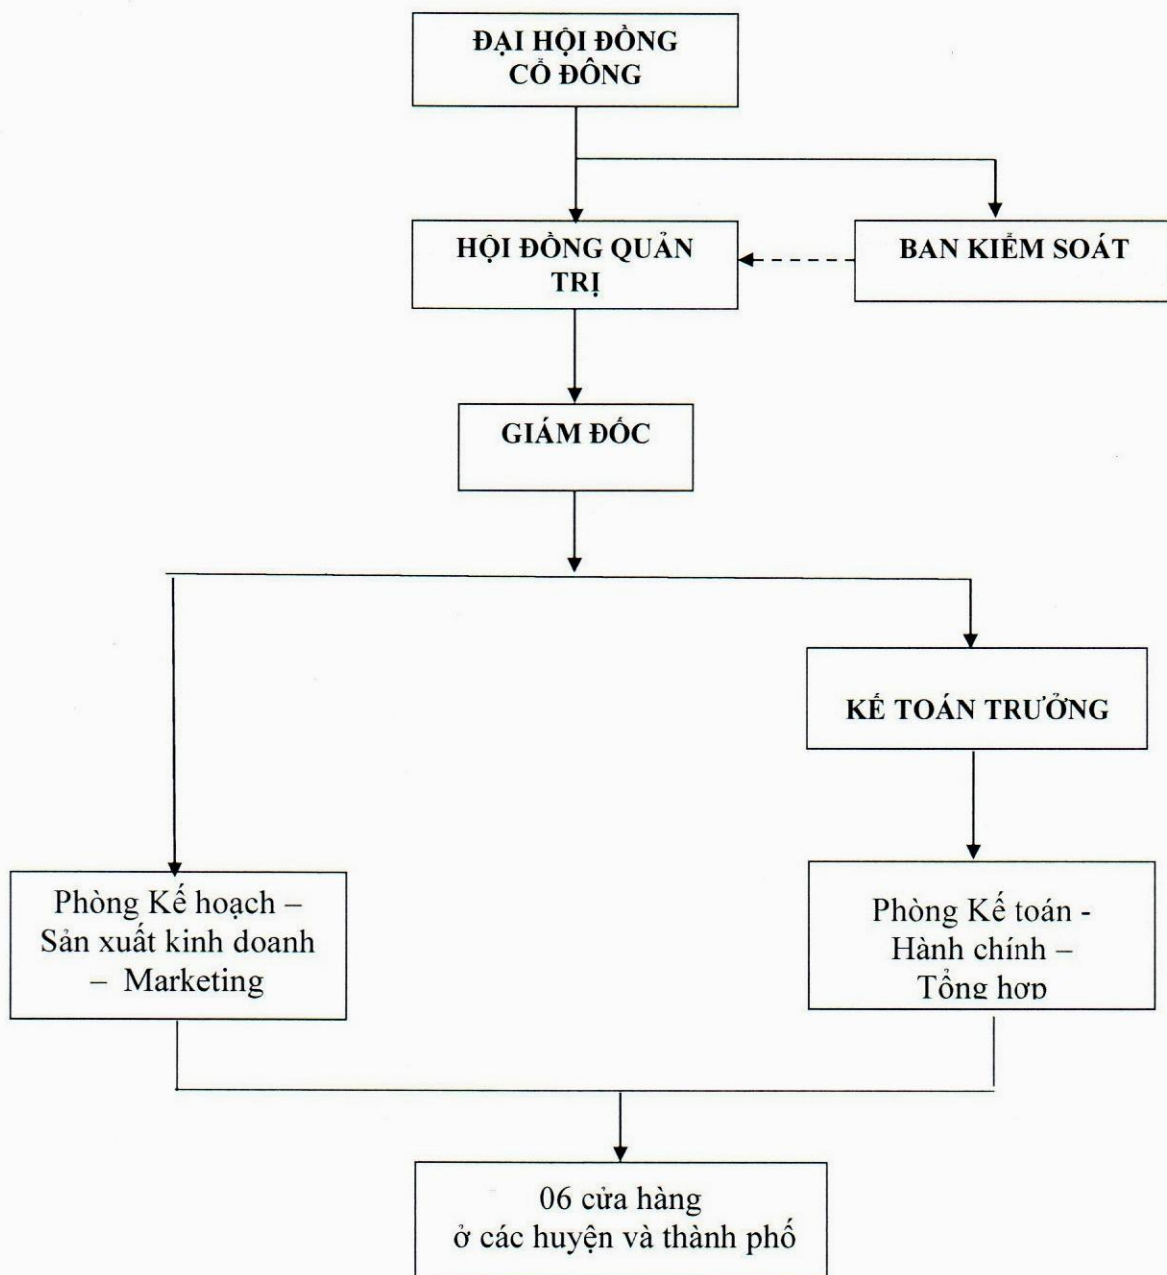 ĐẠI HỘI ĐỒNG
CỔ ĐÔNG
HỘI ĐỒNG QUẢN
TRỊ
BAN KIỂM SOÁT
GIÁM ĐỐC
KẾ TOÁN TRƯỞNG
Phòng Kế hoạch –
Sản xuất kinh doanh
– Marketing
Phòng Kế toán -
Hành chính –
Tổng hợp
06 cửa hàng
ở các huyện và thành phố